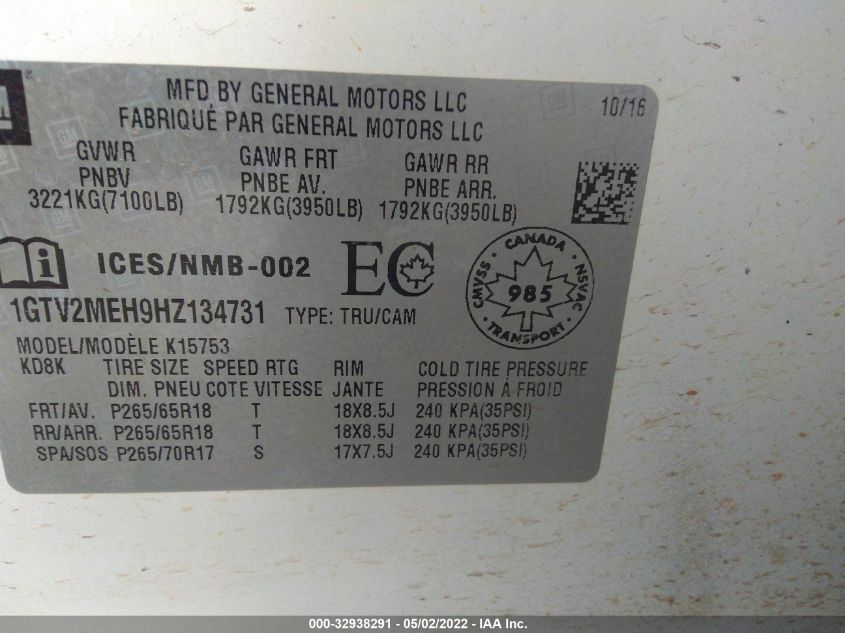 GM
MFD BY GENERAL MOTORS LLC
10/16
FABRIQUÉ PAR GENERAL MOTORS LLC
GVWR GAWR FRT GAWR RR
PNBV PNBE AV. PNBE ARR.
3221KG(7100LB) 1792KG(3950LB) 1792KG(3950LB)
ICES/NMB-002 EC
CANADA
CMVSS 985 NSVAC
TRANSPORT
1GTV2MEH9HZ134731 TYPE: TRU/CAM
MODEL/MODÈLE K15753
KD8K TIRE SIZE SPEED RTG RIM COLD TIRE PRESSURE
DIM. PNEU COTE VITESSE JANTE PRESSION À FROID
FRT/AV. P265/65R18 T 18X8.5J 240 KPA(35PSI)
RR/ARR. P265/65R18 T 18X8.5J 240 KPA(35PSI)
SPA/SOS P265/70R17 S 17X7.5J 240 KPA(35PSI)
000-32938291 - 05/02/2022 - IAA Inc.